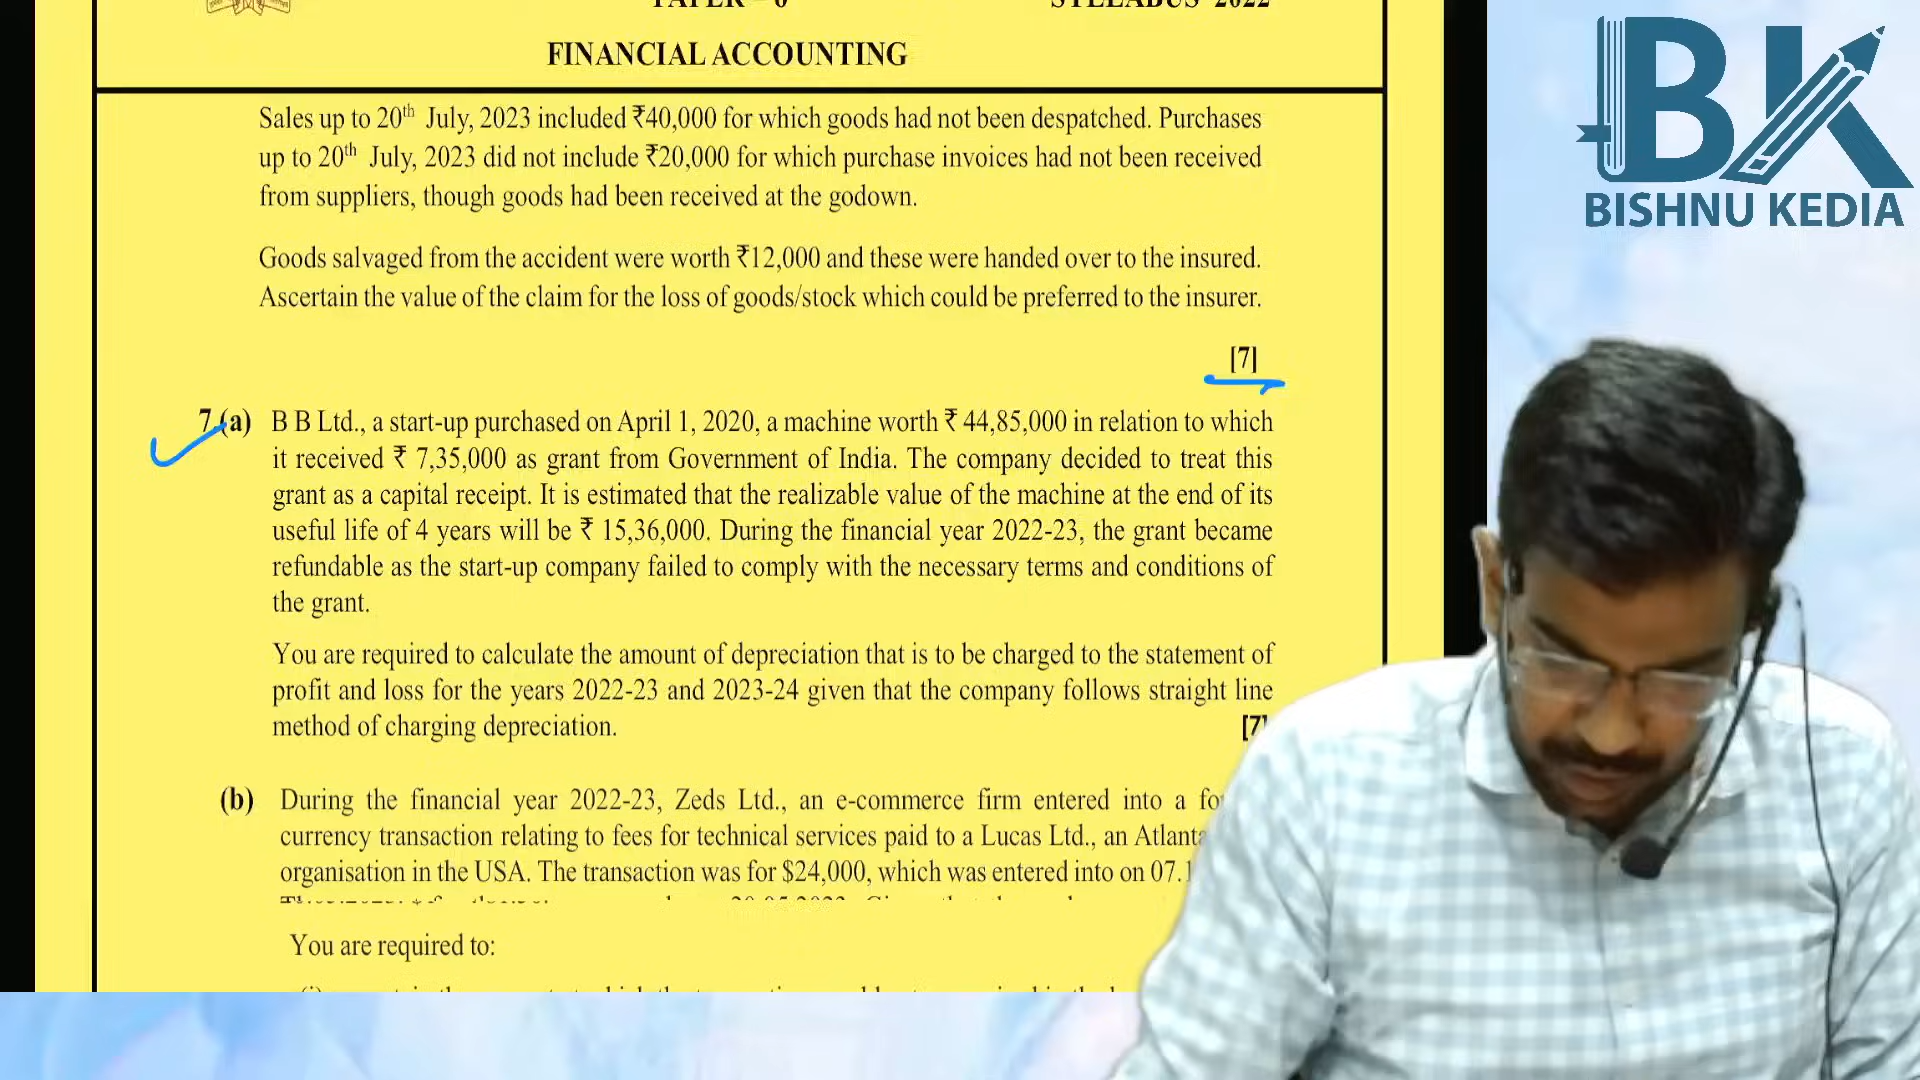 PAPER – 6 SYLLABUS 2022
FINANCIAL ACCOUNTING
Sales up to 20th July, 2023 included ₹40,000 for which goods had not been despatched. Purchases
up to 20th July, 2023 did not include ₹20,000 for which purchase invoices had not been received
from suppliers, though goods had been received at the godown.
Goods salvaged from the accident were worth ₹12,000 and these were handed over to the insured.
Ascertain the value of the claim for the loss of goods/stock which could be preferred to the insurer.
[7]
7.(a) B B Ltd., a start-up purchased on April 1, 2020, a machine worth ₹ 44,85,000 in relation to which
it received ₹ 7,35,000 as grant from Government of India. The company decided to treat this
grant as a capital receipt. It is estimated that the realizable value of the machine at the end of its
useful life of 4 years will be ₹ 15,36,000. During the financial year 2022-23, the grant became
refundable as the start-up company failed to comply with the necessary terms and conditions of
the grant.
You are required to calculate the amount of depreciation that is to be charged to the statement of
profit and loss for the years 2022-23 and 2023-24 given that the company follows straight line
method of charging depreciation. [7]
(b) During the financial year 2022-23, Zeds Ltd., an e-commerce firm entered into a
currency transaction relating to fees for technical services paid to a Lucas Ltd., an
organisation in the USA. The transaction was for $24,000, which was entered into on
You are required to:
BK
BISHNU KEDIA